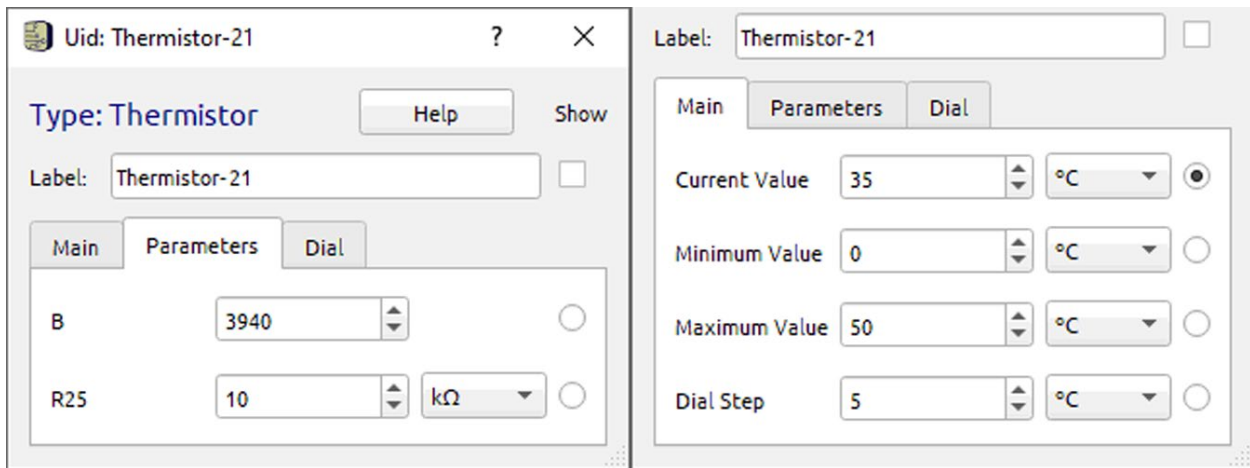 Uid: Thermistor-21 ?
Type: Thermistor Help Show
Label: Thermistor-21
Main Parameters Dial
B 3940
R25 10 kΩ
Label: Thermistor-21
Main Parameters Dial
Current Value 35 °C
Minimum Value 0 °C
Maximum Value 50 °C
Dial Step 5 °C